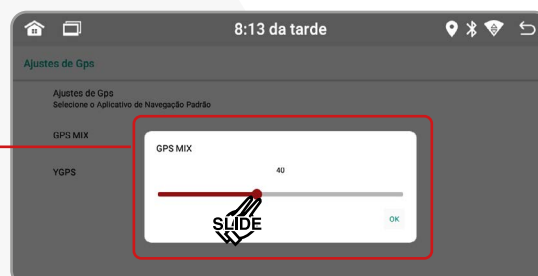 8:13 da tarde
Ajustes de Gps
Ajustes de Gps
Selecione o Aplicativo de Navegação Padrão
GPS MIX
YGPS
GPS MIX
40
SLIDE
OK